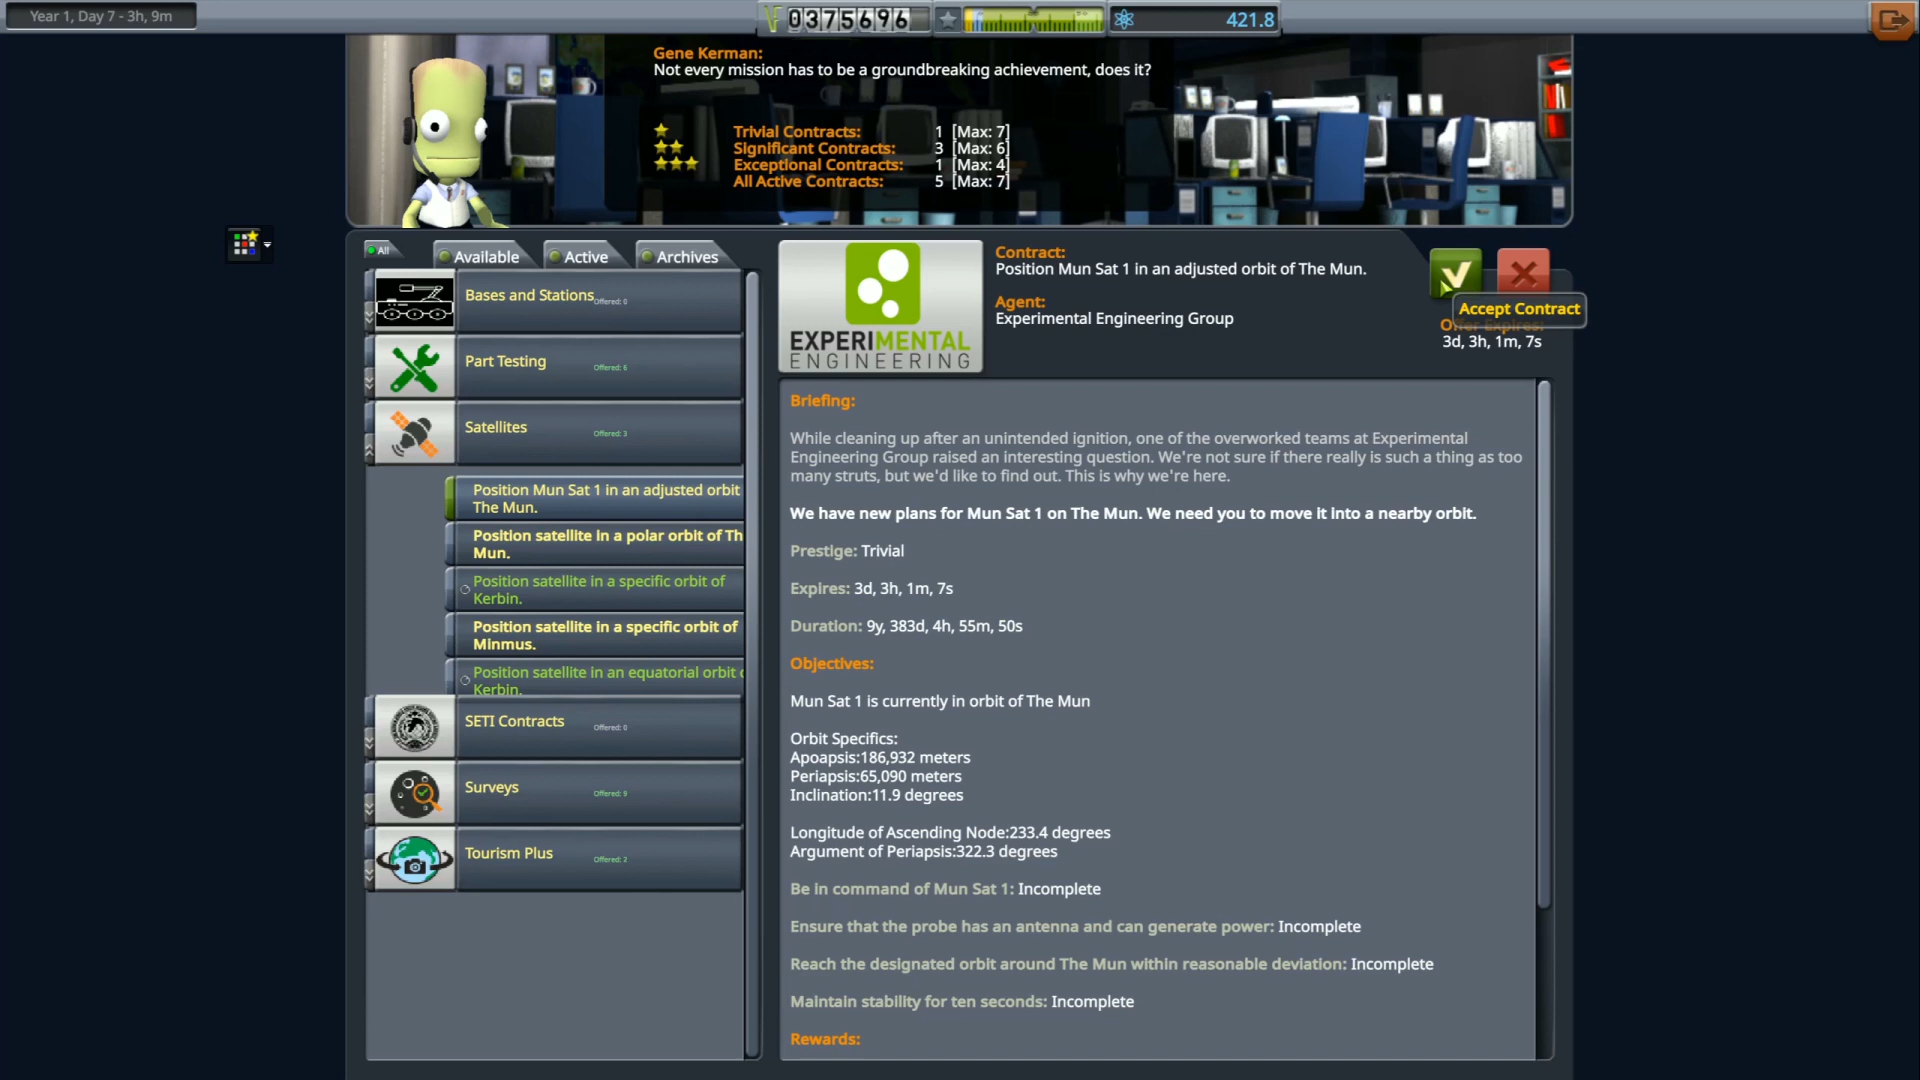 Year 1, Day 7 - 3h, 9m
0375696
421.8
Gene Kerman:
Not every mission has to be a groundbreaking achievement, does it?
Trivial Contracts: 1 [Max: 7]
Significant Contracts: 3 [Max: 6]
Exceptional Contracts: 1 [Max: 4]
All Active Contracts: 5 [Max: 7]
All
Available
Active
Archives
Bases and Stations Offered: 0
Part Testing Offered: 6
Satellites Offered: 3
Position Mun Sat 1 in an adjusted orbit
The Mun.
Position satellite in a polar orbit of Th
Mun.
Position satellite in a specific orbit of
Kerbin.
Position satellite in a specific orbit of
Minmus.
Position satellite in an equatorial orbit o
Kerbin.
SETI Contracts Offered: 0
Surveys Offered: 9
Tourism Plus Offered: 2
EXPERIMENTAL
ENGINEERING
Contract:
Position Mun Sat 1 in an adjusted orbit of The Mun.
Agent:
Experimental Engineering Group
Accept Contract
Offer Expires:
3d, 3h, 1m, 7s
Briefing:
While cleaning up after an unintended ignition, one of the overworked teams at Experimental
Engineering Group raised an interesting question. We're not sure if there really is such a thing as too
many struts, but we'd like to find out. This is why we're here.
We have new plans for Mun Sat 1 on The Mun. We need you to move it into a nearby orbit.
Prestige: Trivial
Expires: 3d, 3h, 1m, 7s
Duration: 9y, 383d, 4h, 55m, 50s
Objectives:
Mun Sat 1 is currently in orbit of The Mun
Orbit Specifics:
Apoapsis:186,932 meters
Periapsis:65,090 meters
Inclination:11.9 degrees
Longitude of Ascending Node:233.4 degrees
Argument of Periapsis:322.3 degrees
Be in command of Mun Sat 1: Incomplete
Ensure that the probe has an antenna and can generate power: Incomplete
Reach the designated orbit around The Mun within reasonable deviation: Incomplete
Maintain stability for ten seconds: Incomplete
Rewards: